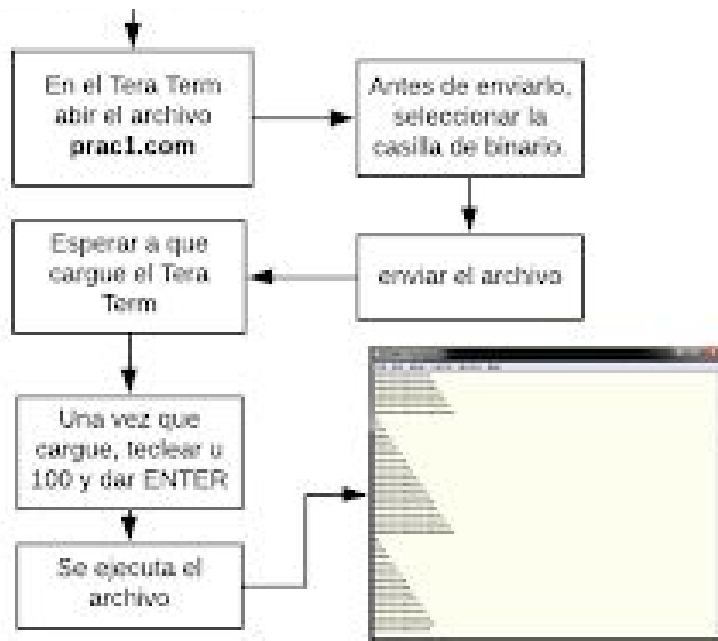 En el Tera Term
abir el archivo
prac1.com
Antes de enviarlo,
seleccionar la
casilla de binario.
enviar el archivo
Esperar a que
cargue el Tera
Term
Una vez que
cargue, teclear u
100 y dar ENTER
Se ejecuta el
archivo